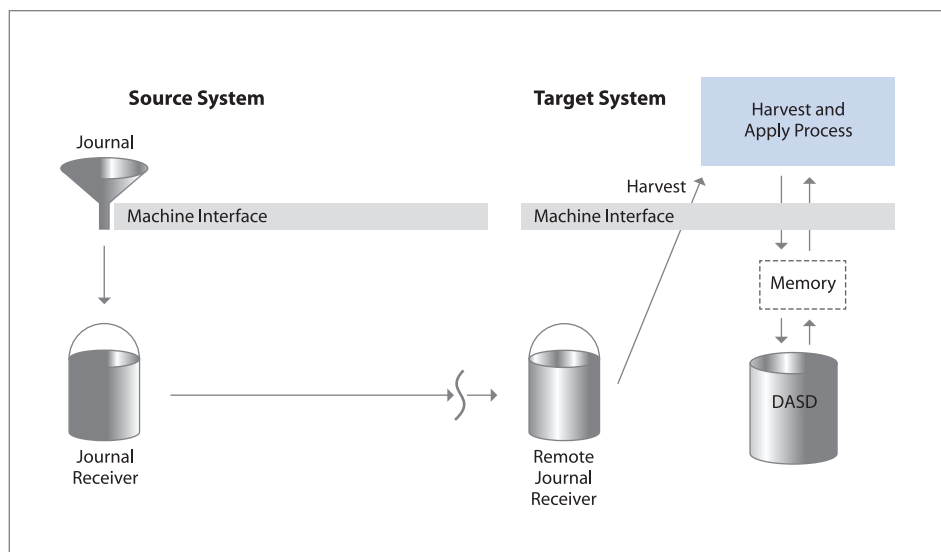 Source System
Target System
Harvest and
Apply Process
Journal
Harvest
Machine Interface
Machine Interface
Memory
DASD
Journal
Receiver
Remote
Journal
Receiver